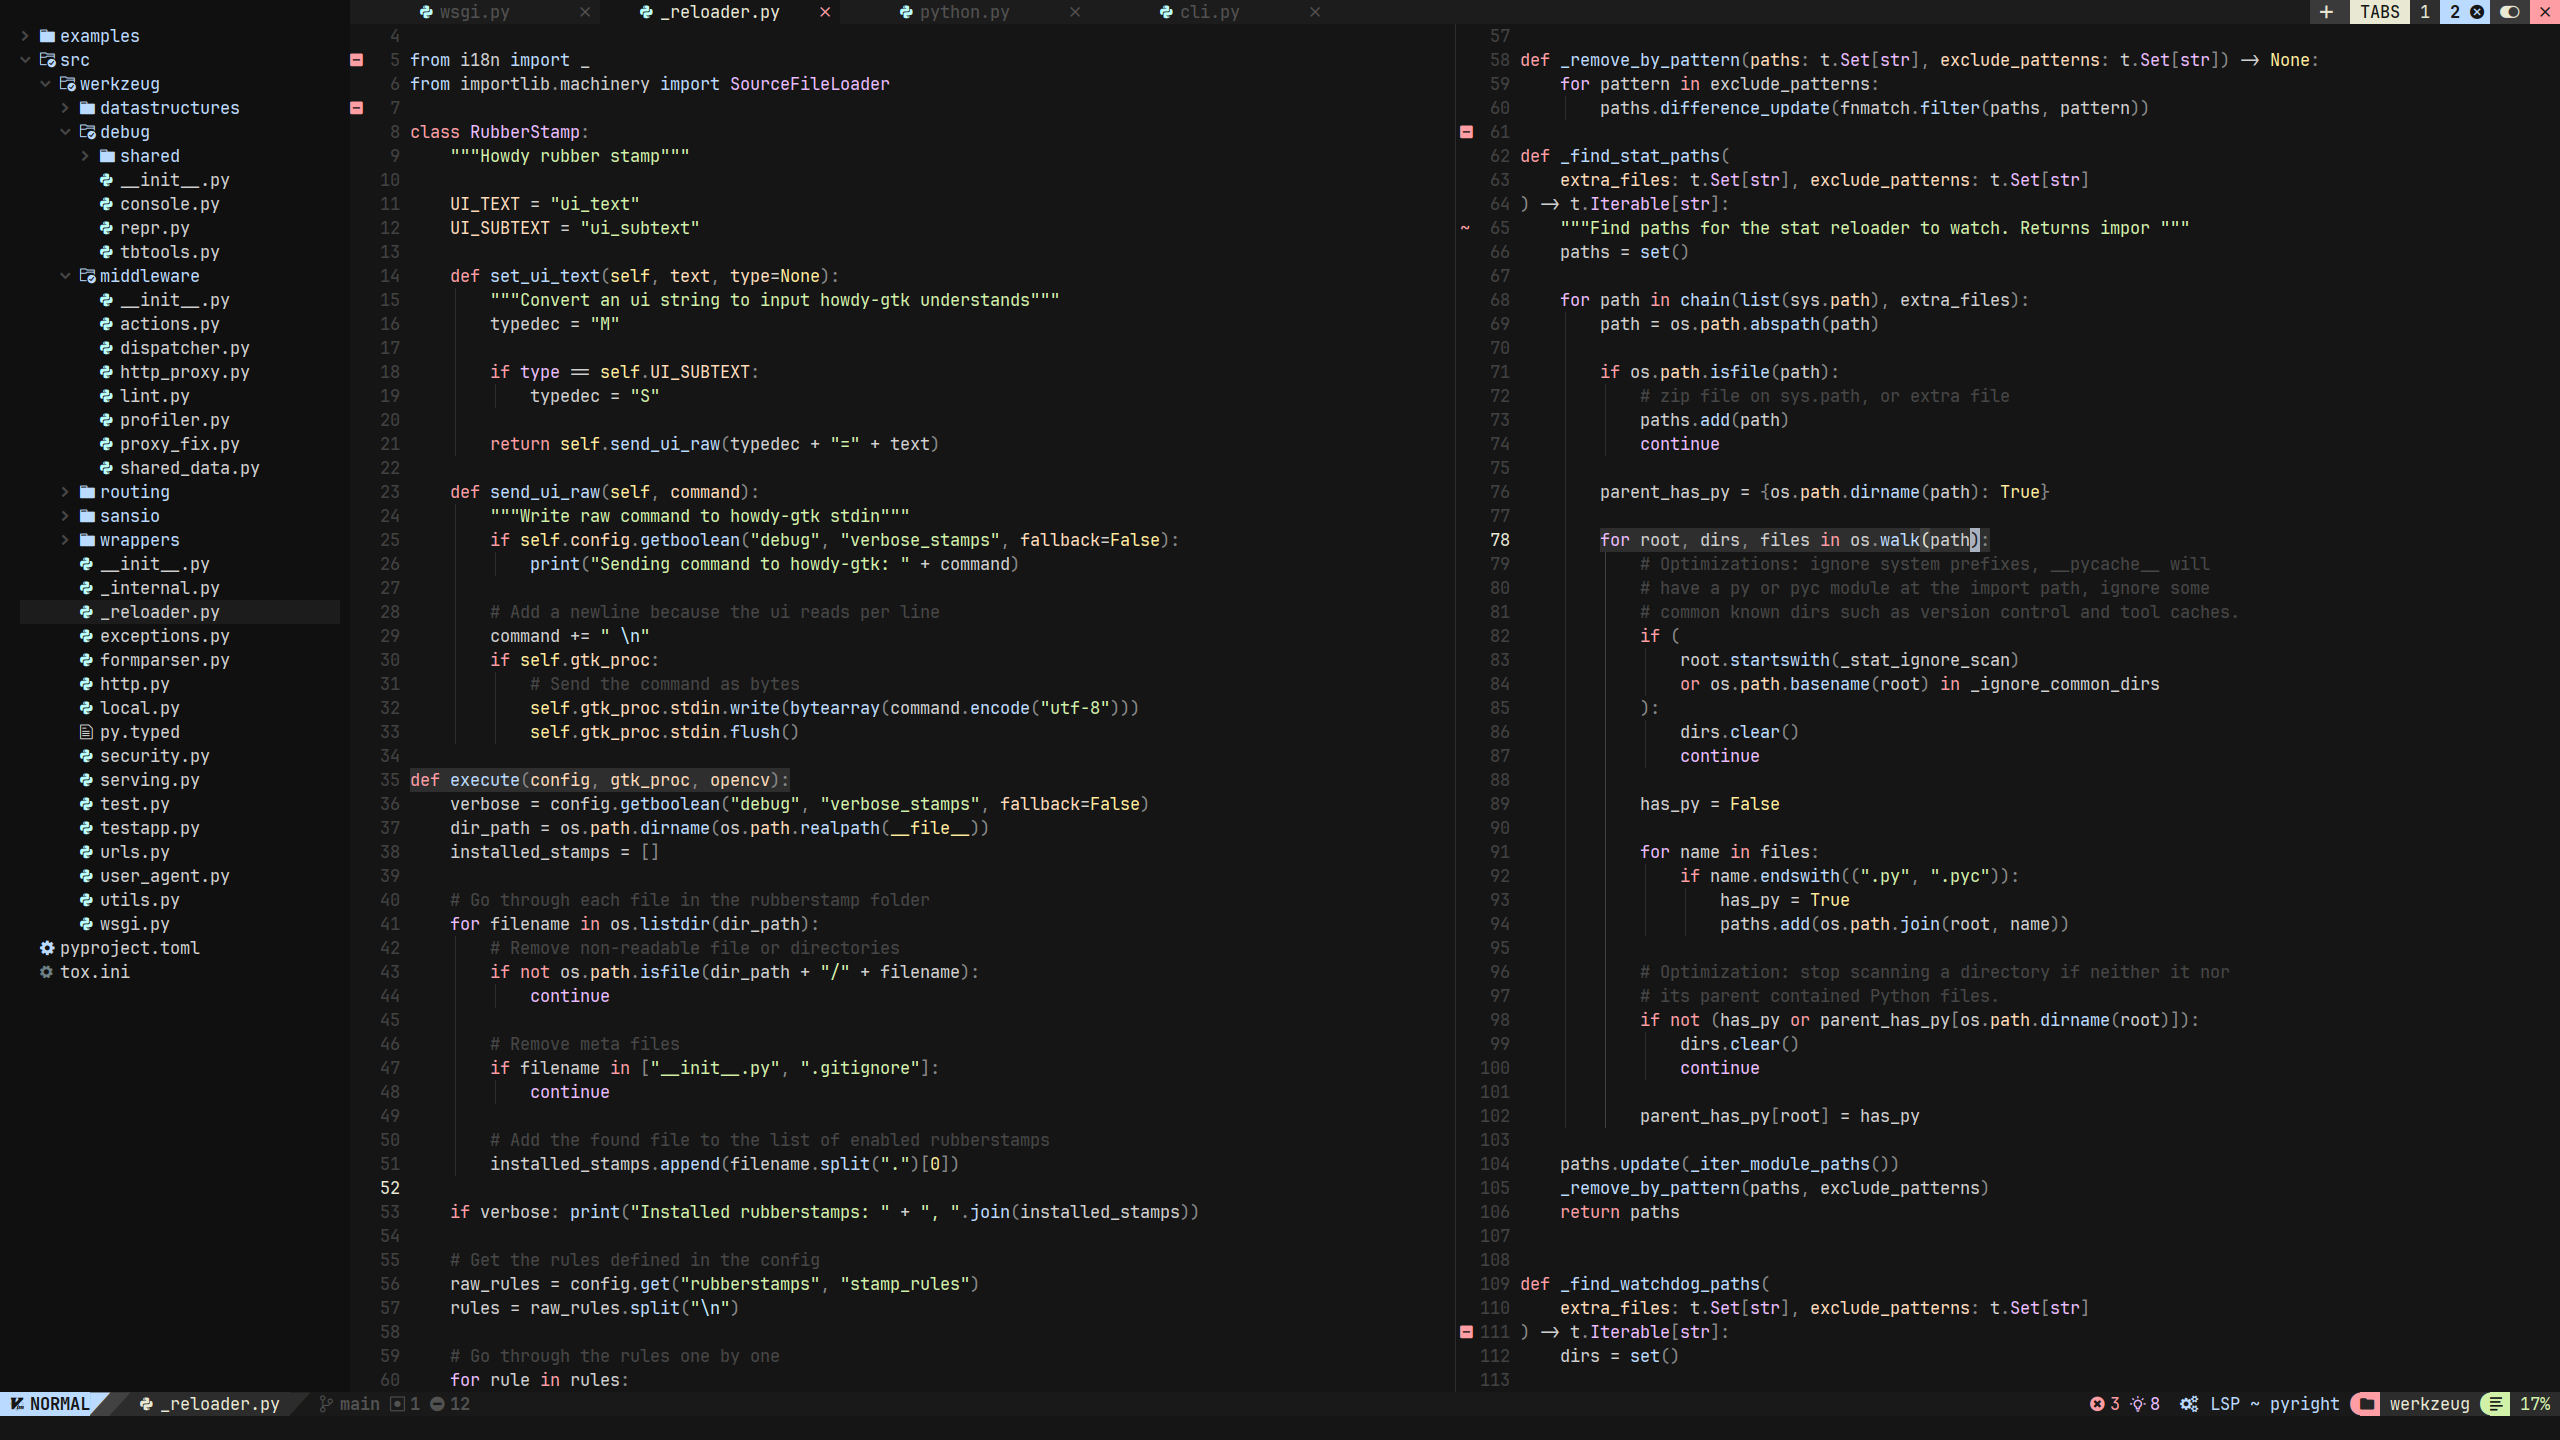 wsgi.py
_reloader.py
python.py
cli.py
TABS 1 2
examples
src
werkzeug
datastructures
debug
shared
__init__.py
console.py
repr.py
tbtools.py
middleware
__init__.py
actions.py
dispatcher.py
http_proxy.py
lint.py
profiler.py
proxy_fix.py
shared_data.py
routing
sansio
wrappers
__init__.py
_internal.py
_reloader.py
exceptions.py
formparser.py
http.py
local.py
py.typed
security.py
serving.py
test.py
testapp.py
urls.py
user_agent.py
utils.py
wsgi.py
pyproject.toml
tox.ini
4
5 from i18n import _
6 from importlib.machinery import SourceFileLoader
7
8 class RubberStamp:
9 """Howdy rubber stamp"""
10
11 UI_TEXT = "ui_text"
12 UI_SUBTEXT = "ui_subtext"
13
14 def set_ui_text(self, text, type=None):
15 """Convert an ui string to input howdy-gtk understands"""
16 typedec = "M"
17
18 if type == self.UI_SUBTEXT:
19 typedec = "S"
20
21 return self.send_ui_raw(typedec + "=" + text)
22
23 def send_ui_raw(self, command):
24 """Write raw command to howdy-gtk stdin"""
25 if self.config.getboolean("debug", "verbose_stamps", fallback=False):
26 print("Sending command to howdy-gtk: " + command)
27
28 # Add a newline because the ui reads per line
29 command += " \n"
30 if self.gtk_proc:
31 # Send the command as bytes
32 self.gtk_proc.stdin.write(bytearray(command.encode("utf-8")))
33 self.gtk_proc.stdin.flush()
34
35 def execute(config, gtk_proc, opencv):
36 verbose = config.getboolean("debug", "verbose_stamps", fallback=False)
37 dir_path = os.path.dirname(os.path.realpath(__file__))
38 installed_stamps = []
39
40 # Go through each file in the rubberstamp folder
41 for filename in os.listdir(dir_path):
42 # Remove non-readable file or directories
43 if not os.path.isfile(dir_path + "/" + filename):
44 continue
45
46 # Remove meta files
47 if filename in ["__init__.py", ".gitignore"]:
48 continue
49
50 # Add the found file to the list of enabled rubberstamps
51 installed_stamps.append(filename.split(".")[0])
52
53 if verbose: print("Installed rubberstamps: " + ", ".join(installed_stamps))
54
55 # Get the rules defined in the config
56 raw_rules = config.get("rubberstamps", "stamp_rules")
57 rules = raw_rules.split("\n")
58
59 # Go through the rules one by one
60 for rule in rules:
57
58 def _remove_by_pattern(paths: t.Set[str], exclude_patterns: t.Set[str]) -> None:
59 for pattern in exclude_patterns:
60 paths.difference_update(fnmatch.filter(paths, pattern))
61
62 def _find_stat_paths(
63 extra_files: t.Set[str], exclude_patterns: t.Set[str]
64 ) -> t.Iterable[str]:
~ 65 """Find paths for the stat reloader to watch. Returns impor """
66 paths = set()
67
68 for path in chain(list(sys.path), extra_files):
69 path = os.path.abspath(path)
70
71 if os.path.isfile(path):
72 # zip file on sys.path, or extra file
73 paths.add(path)
74 continue
75
76 parent_has_py = {os.path.dirname(path): True}
77
78 for root, dirs, files in os.walk(path):
79 # Optimizations: ignore system prefixes, __pycache__ will
80 # have a py or pyc module at the import path, ignore some
81 # common known dirs such as version control and tool caches.
82 if (
83 root.startswith(_stat_ignore_scan)
84 or os.path.basename(root) in _ignore_common_dirs
85 ):
86 dirs.clear()
87 continue
88
89 has_py = False
90
91 for name in files:
92 if name.endswith((".py", ".pyc")):
93 has_py = True
94 paths.add(os.path.join(root, name))
95
96 # Optimization: stop scanning a directory if neither it nor
97 # its parent contained Python files.
98 if not (has_py or parent_has_py[os.path.dirname(root)]):
99 dirs.clear()
100 continue
101
102 parent_has_py[root] = has_py
103
104 paths.update(_iter_module_paths())
105 _remove_by_pattern(paths, exclude_patterns)
106 return paths
107
108
109 def _find_watchdog_paths(
110 extra_files: t.Set[str], exclude_patterns: t.Set[str]
111 ) -> t.Iterable[str]:
112 dirs = set()
113
NORMAL _reloader.py main 1 12 3 8 LSP ~ pyright werkzeug 17%